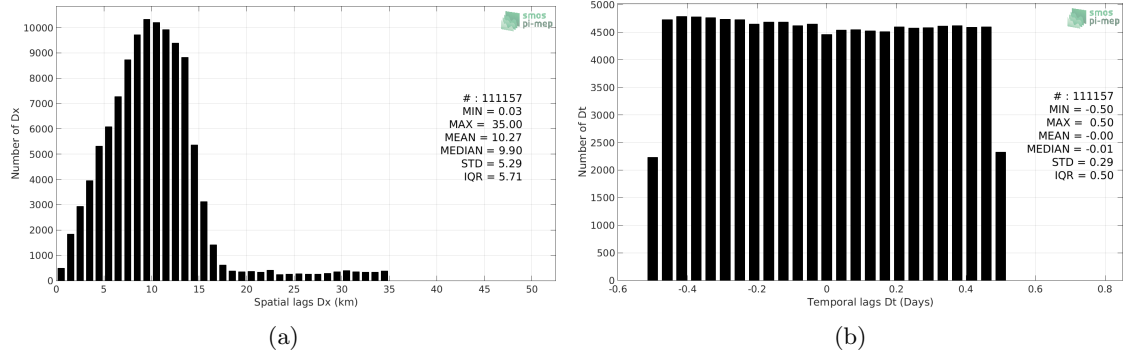 10000
9000
8000
7000
6000
5000
4000
3000
2000
1000
0
Number of Dx
smos
pi-mep
# : 111157
MIN = 0.03
MAX = 35.00
MEAN = 10.27
MEDIAN = 9.90
STD = 5.29
IQR = 5.71
0 5 10 15 20 25 30 35 40 45 50
Spatial lags Dx (km)
(a)
5000
4500
4000
3500
3000
2500
2000
1500
1000
500
0
Number of Dt
smos
pi-mep
# : 111157
MIN = -0.50
MAX = 0.50
MEAN = -0.00
MEDIAN = -0.01
STD = 0.29
IQR = 0.50
-0.6 -0.4 -0.2 0 0.2 0.4 0.6 0.8
Temporal lags Dt (Days)
(b)